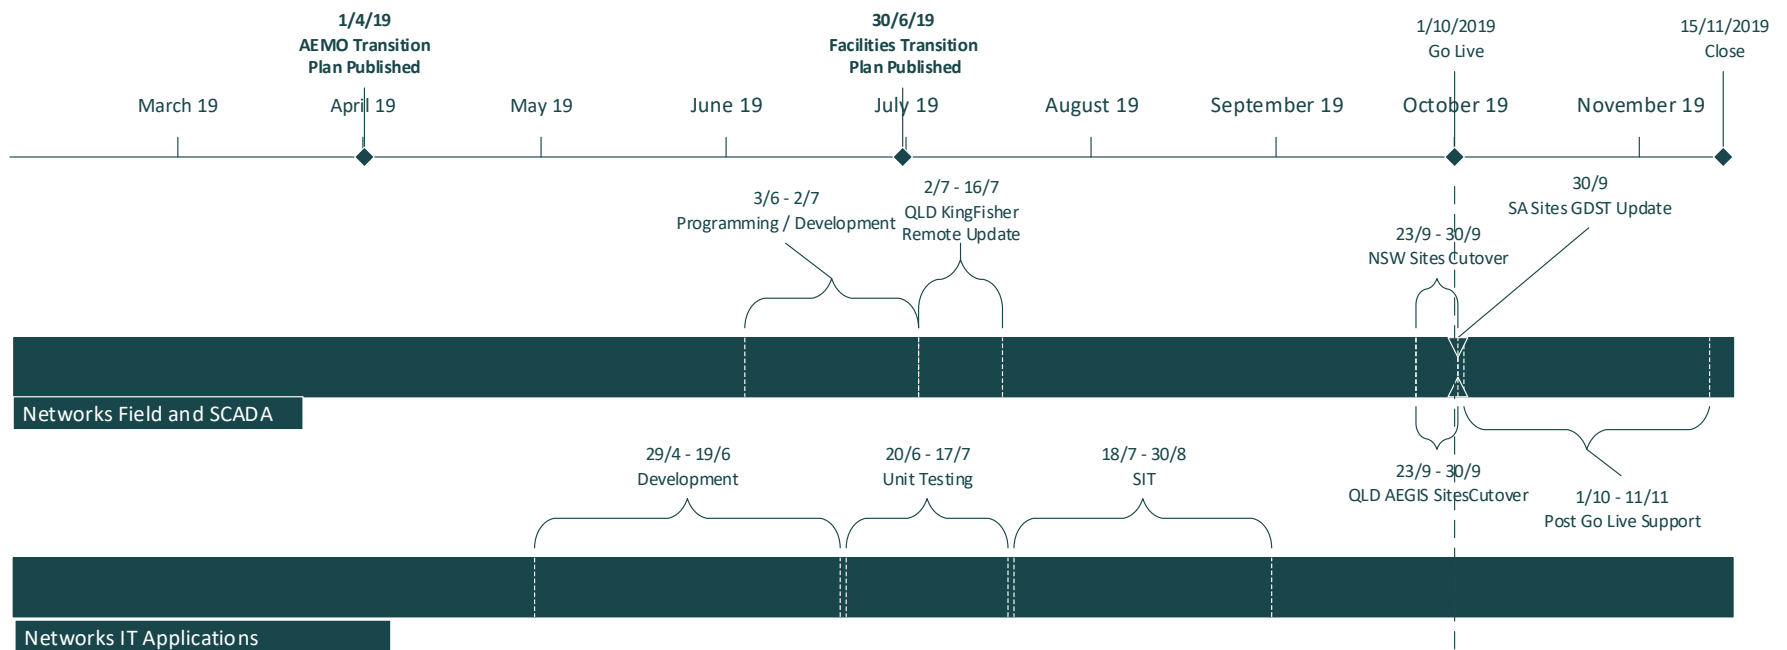 1/4/19
AEMO Transition
Plan Published
30/6/19
Facilities Transition
Plan Published
1/10/2019
Go Live
15/11/2019
Close
March 19
April 19
May 19
June 19
July 19
August 19
September 19
October 19
November 19
3/6 - 2/7
Programming / Development
2/7 - 16/7
QLD KingFisher
Remote Update
23/9 - 30/9
NSW Sites Cutover
30/9
SA Sites GDST Update
Networks Field and SCADA
29/4 - 19/6
Development
20/6 - 17/7
Unit Testing
18/7 - 30/8
SIT
23/9 - 30/9
QLD AEGIS SitesCutover
1/10 - 11/11
Post Go Live Support
Networks IT Applications